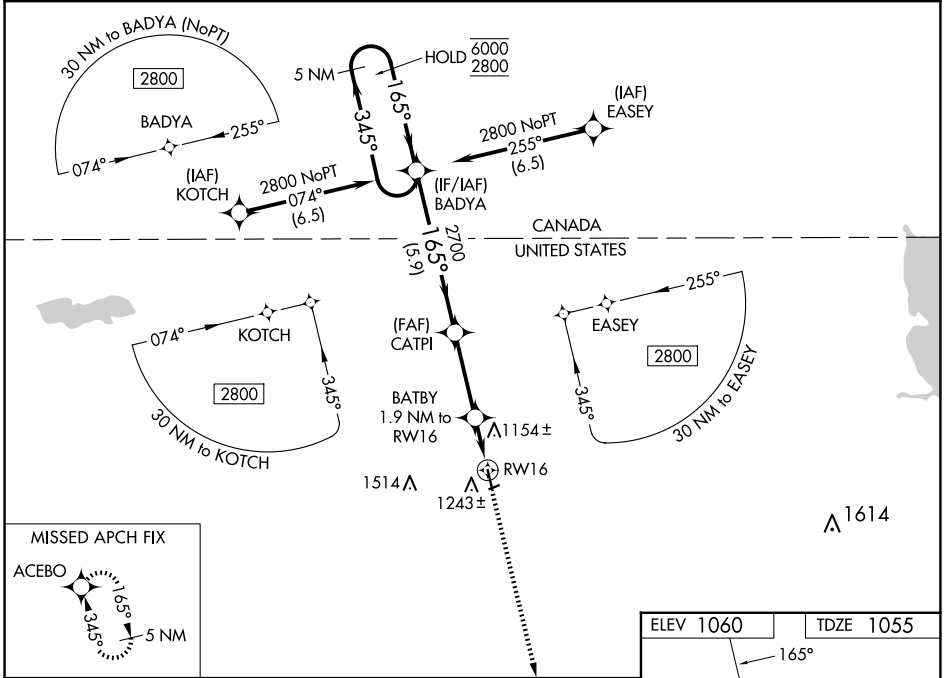 30 NM to BADYA (NoPT)
2800
BADYA
074°
255°
5 NM
HOLD 6000
2800
345°
165°
(IAF)
KOTCH
2800 NoPT
074°
(6.5)
(IAF)
EASEY
2800 NoPT
255°
(6.5)
(IF/IAF)
BADYA
2700
165°
(5.9)
CANADA
UNITED STATES
074°
KOTCH
345°
2800
30 NM to KOTCH
(FAF)
CATPI
255°
EASEY
345°
2800
30 NM to EASEY
BATBY
1.9 NM to
RW16
1154±
RW16
1514
1243±
1614
MISSED APCH FIX
ACEBO
165°
345°
5 NM
ELEV 1060
TDZE 1055
165°